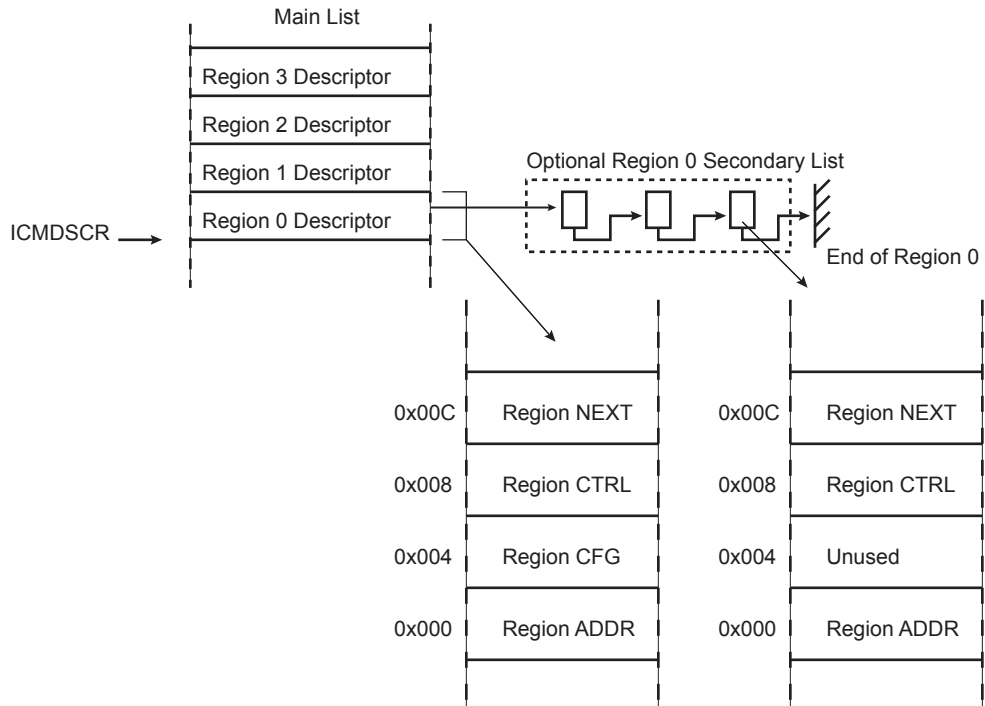 Main List
Region 3 Descriptor
Region 2 Descriptor
Region 1 Descriptor
Region 0 Descriptor
ICMDSCR
Optional Region 0 Secondary List
End of Region 0
0x00C
Region NEXT
0x008
Region CTRL
0x004
Region CFG
0x000
Region ADDR
0x00C
Region NEXT
0x008
Region CTRL
0x004
Unused
0x000
Region ADDR